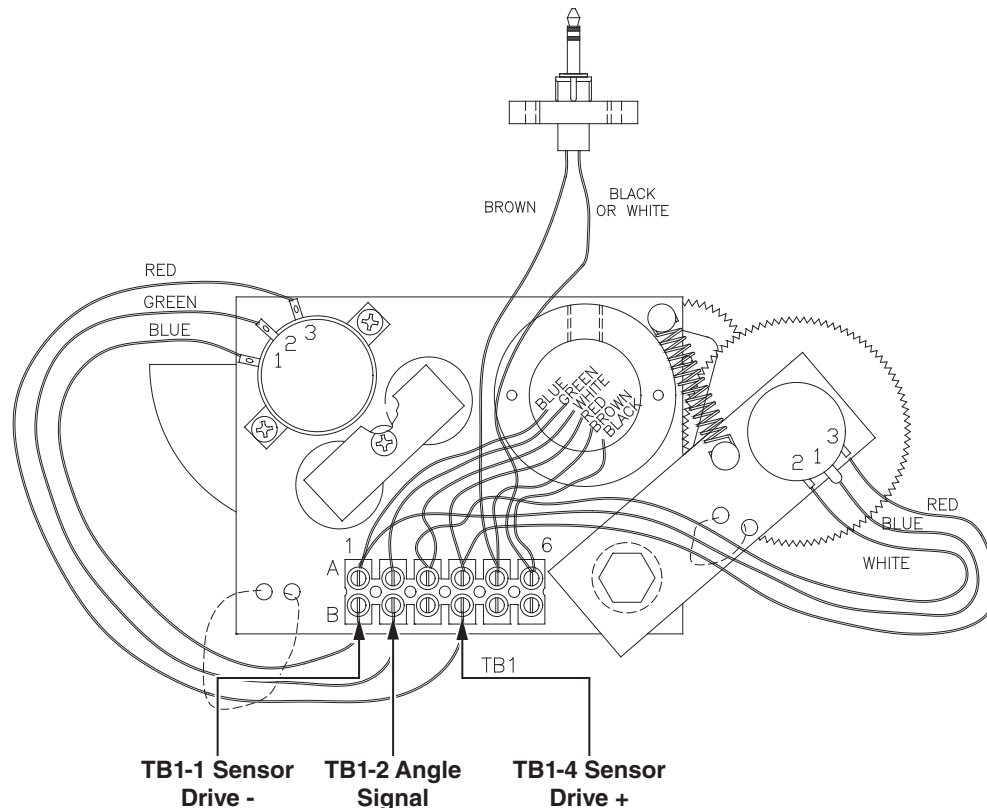 BROWN
BLACK
OR WHITE
RED
GREEN
BLUE
1
2
3
BLUE
GREEN
WHITE
RED
BROWN
BLACK
3
1
2
RED
BLUE
WHITE
1
6
A
B
TB1
TB1-1 Sensor
Drive -
TB1-2 Angle
Signal
TB1-4 Sensor
Drive +